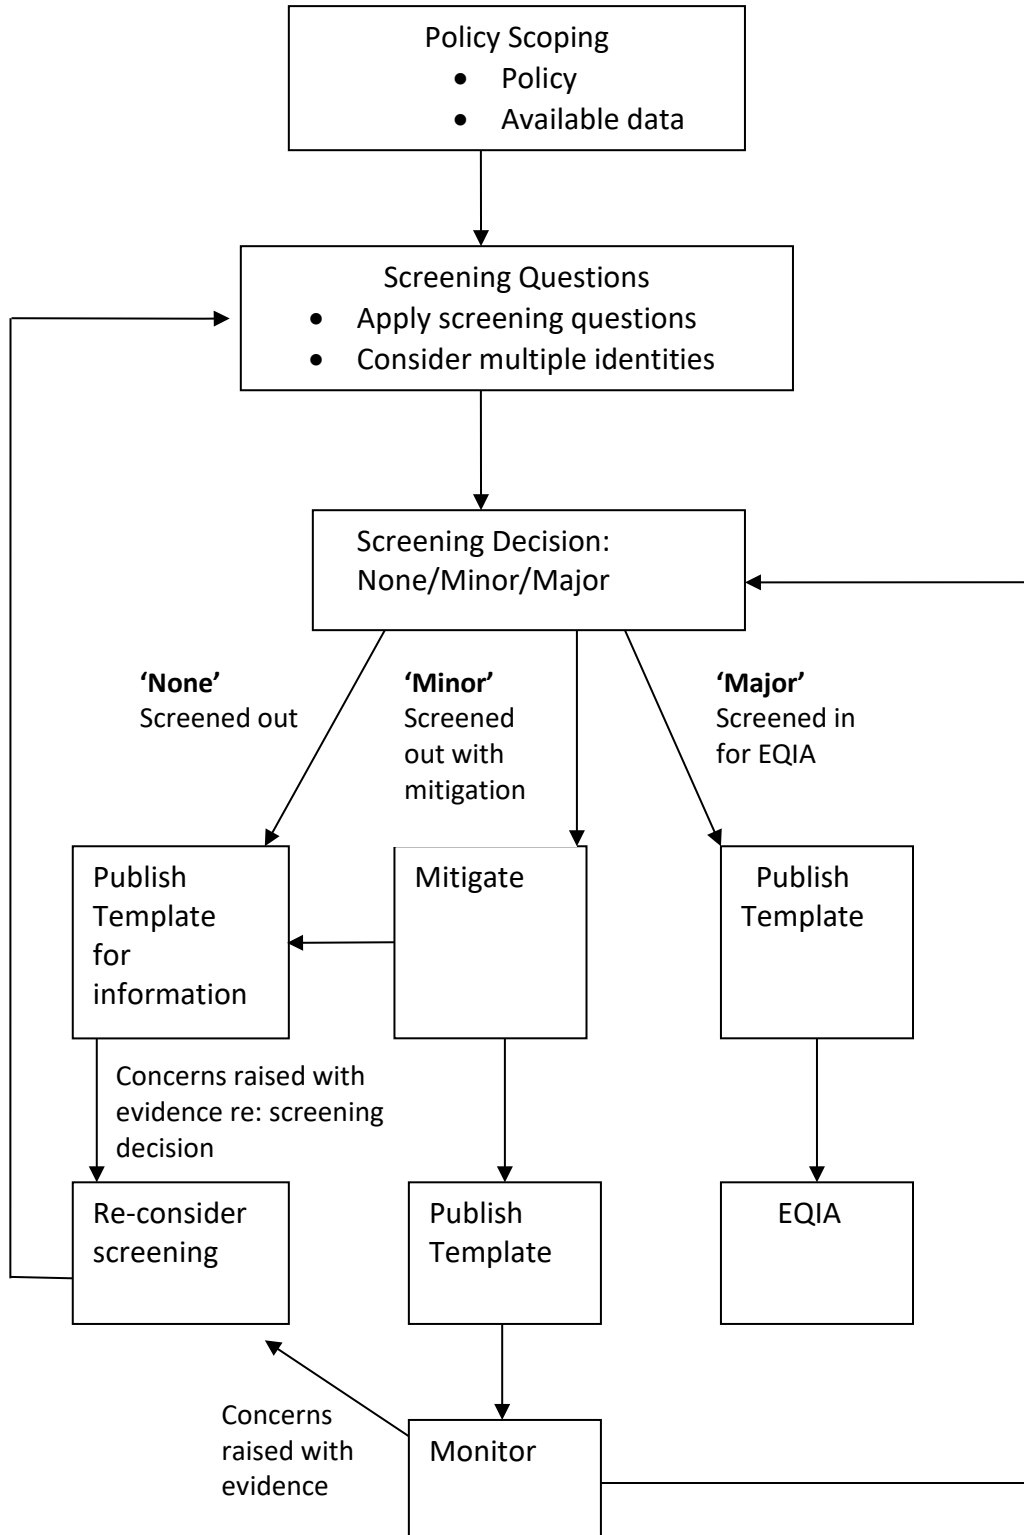 Policy Scoping
• Policy
• Available data
Screening Questions
• Apply screening questions
• Consider multiple identities
Screening Decision:
None/Minor/Major
‘None’
Screened out
‘Minor’
Screened
out with
mitigation
‘Major’
Screened in
for EQIA
Publish
Template
for
information
Mitigate
Publish
Template
Concerns raised with
evidence re: screening
decision
Re-consider
screening
Publish
Template
EQIA
Concerns
raised with
evidence
Monitor